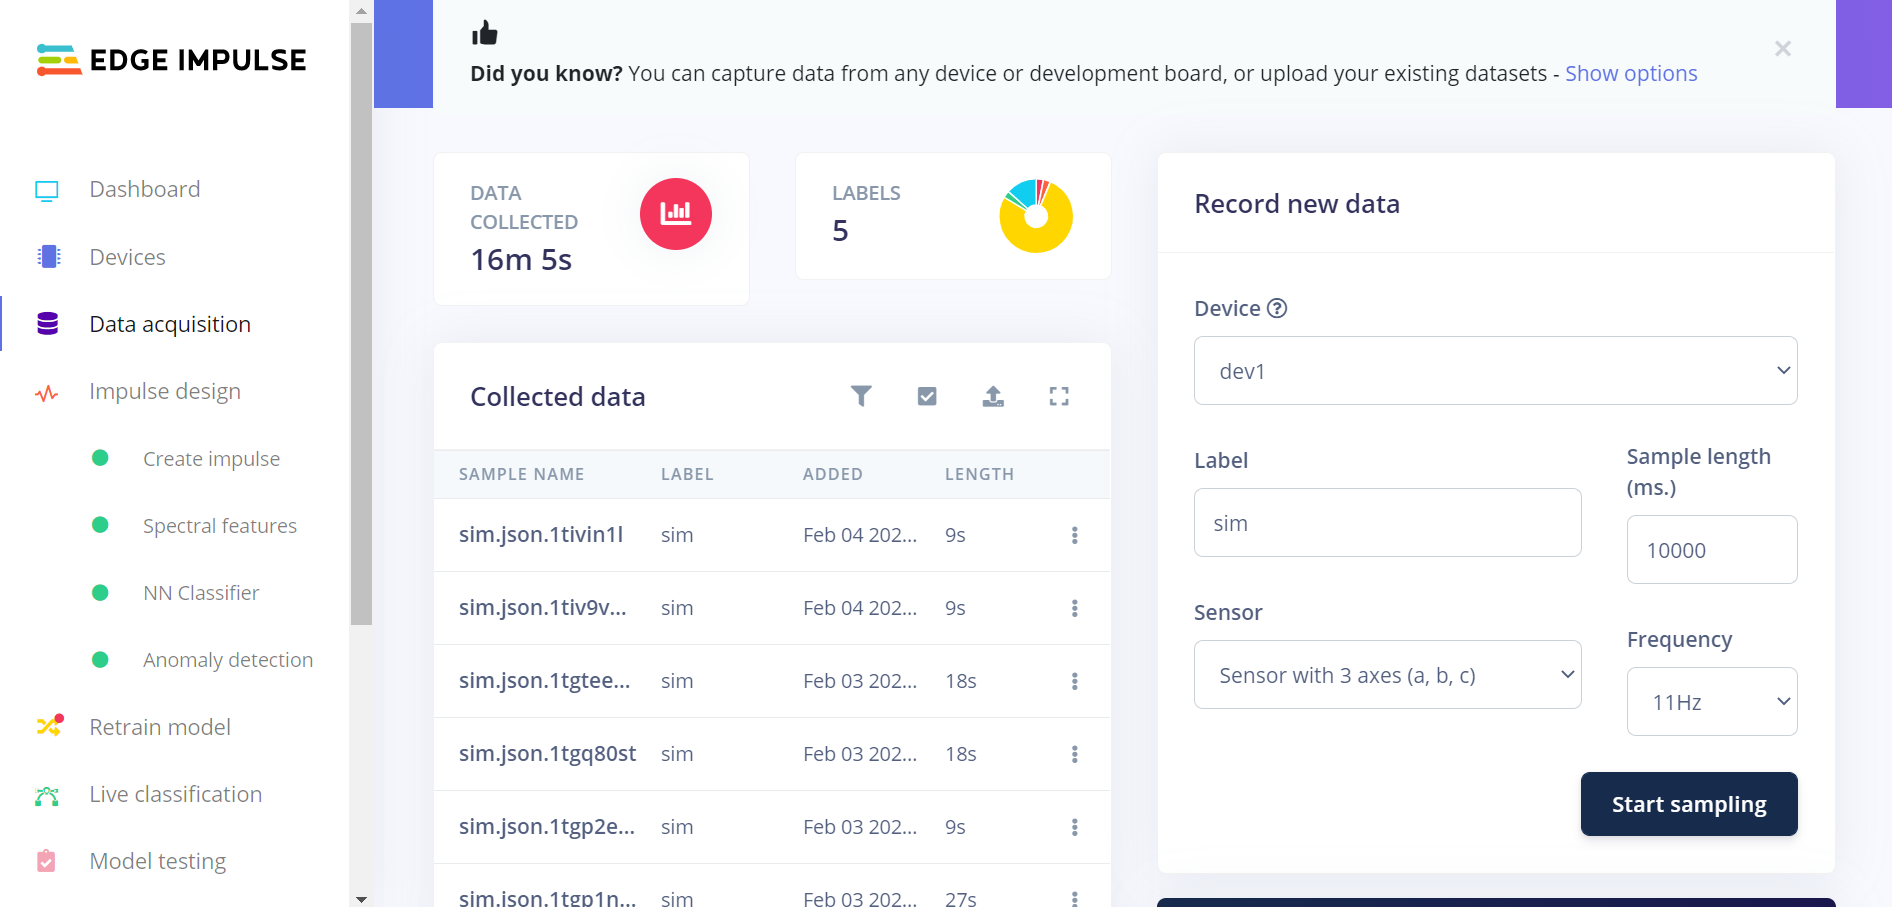 EDGE IMPULSE
Dashboard
Devices
Data acquisition
Impulse design
Create impulse
Spectral features
NN Classifier
Anomaly detection
Retrain model
Live classification
Model testing
Did you know? You can capture data from any device or development board, or upload your existing datasets - Show options
DATA
COLLECTED
16m 5s
LABELS
5
Collected data
SAMPLE NAME LABEL ADDED LENGTH
sim.json.1tivin1l sim Feb 04 202... 9s
sim.json.1tiv9v... sim Feb 04 202... 9s
sim.json.1tgtee... sim Feb 03 202... 18s
sim.json.1tgq80st sim Feb 03 202... 18s
sim.json.1tgp2e... sim Feb 03 202... 9s
sim.json.1tgp1n... sim Feb 03 202... 27s
Record new data
Device ?
dev1
Label
sim
Sample length
(ms.)
10000
Sensor
Sensor with 3 axes (a, b, c)
Frequency
11Hz
Start sampling